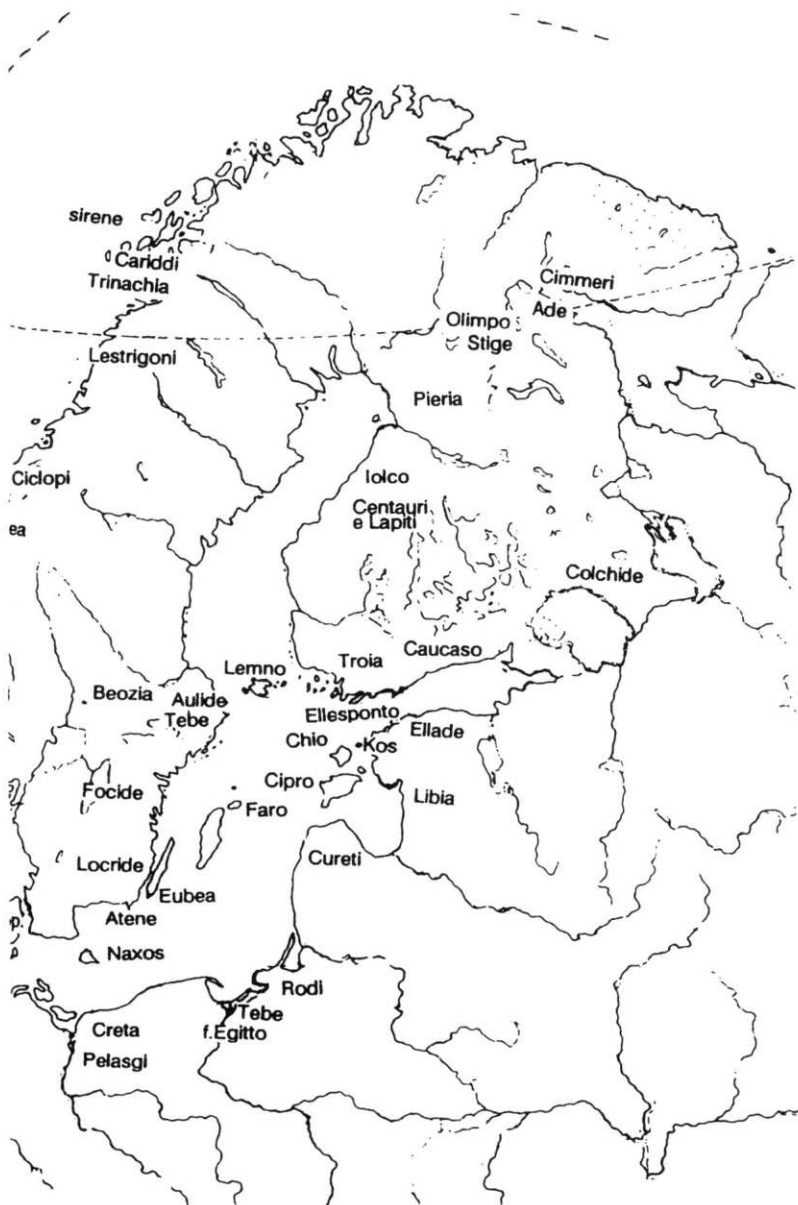 sirene
Cariddi
Trinachia
Cimmeri
Ade
Olimpo
Stige
Lestrigoni
Pieria
Ciclopi
Iolco
Centauri
e Lapiti
ea
Colchide
Caucaso
Troia
Lemno
Beozia
Aulide
Tebe
Ellesponto
Ellade
Chio
Kos
Cipro
Libia
Focide
Faro
Locride
Cureti
Eubea
Atene
op.
Naxos
Rodi
Tebe
f.Egitto
Creta
Pelasgi